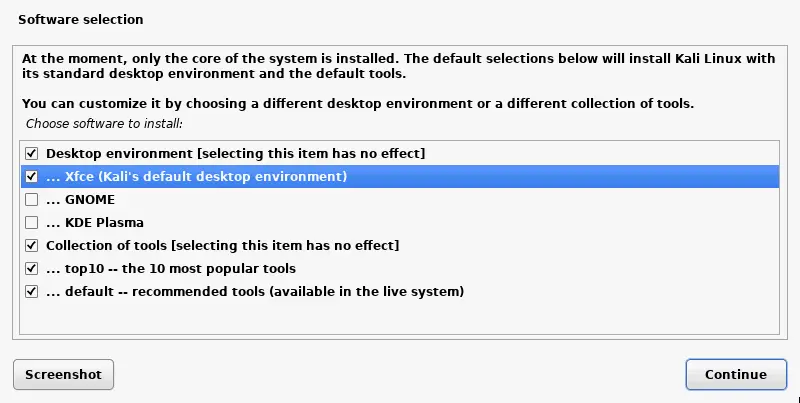 Software selection
At the moment, only the core of the system is installed. The default selections below will install Kali Linux with
its standard desktop environment and the default tools.
You can customize it by choosing a different desktop environment or a different collection of tools.
Choose software to install:
Desktop environment [selecting this item has no effect]
... Xfce (Kali's default desktop environment)
... GNOME
... KDE Plasma
Collection of tools [selecting this item has no effect]
... top10 -- the 10 most popular tools
... default -- recommended tools (available in the live system)
Screenshot
Continue